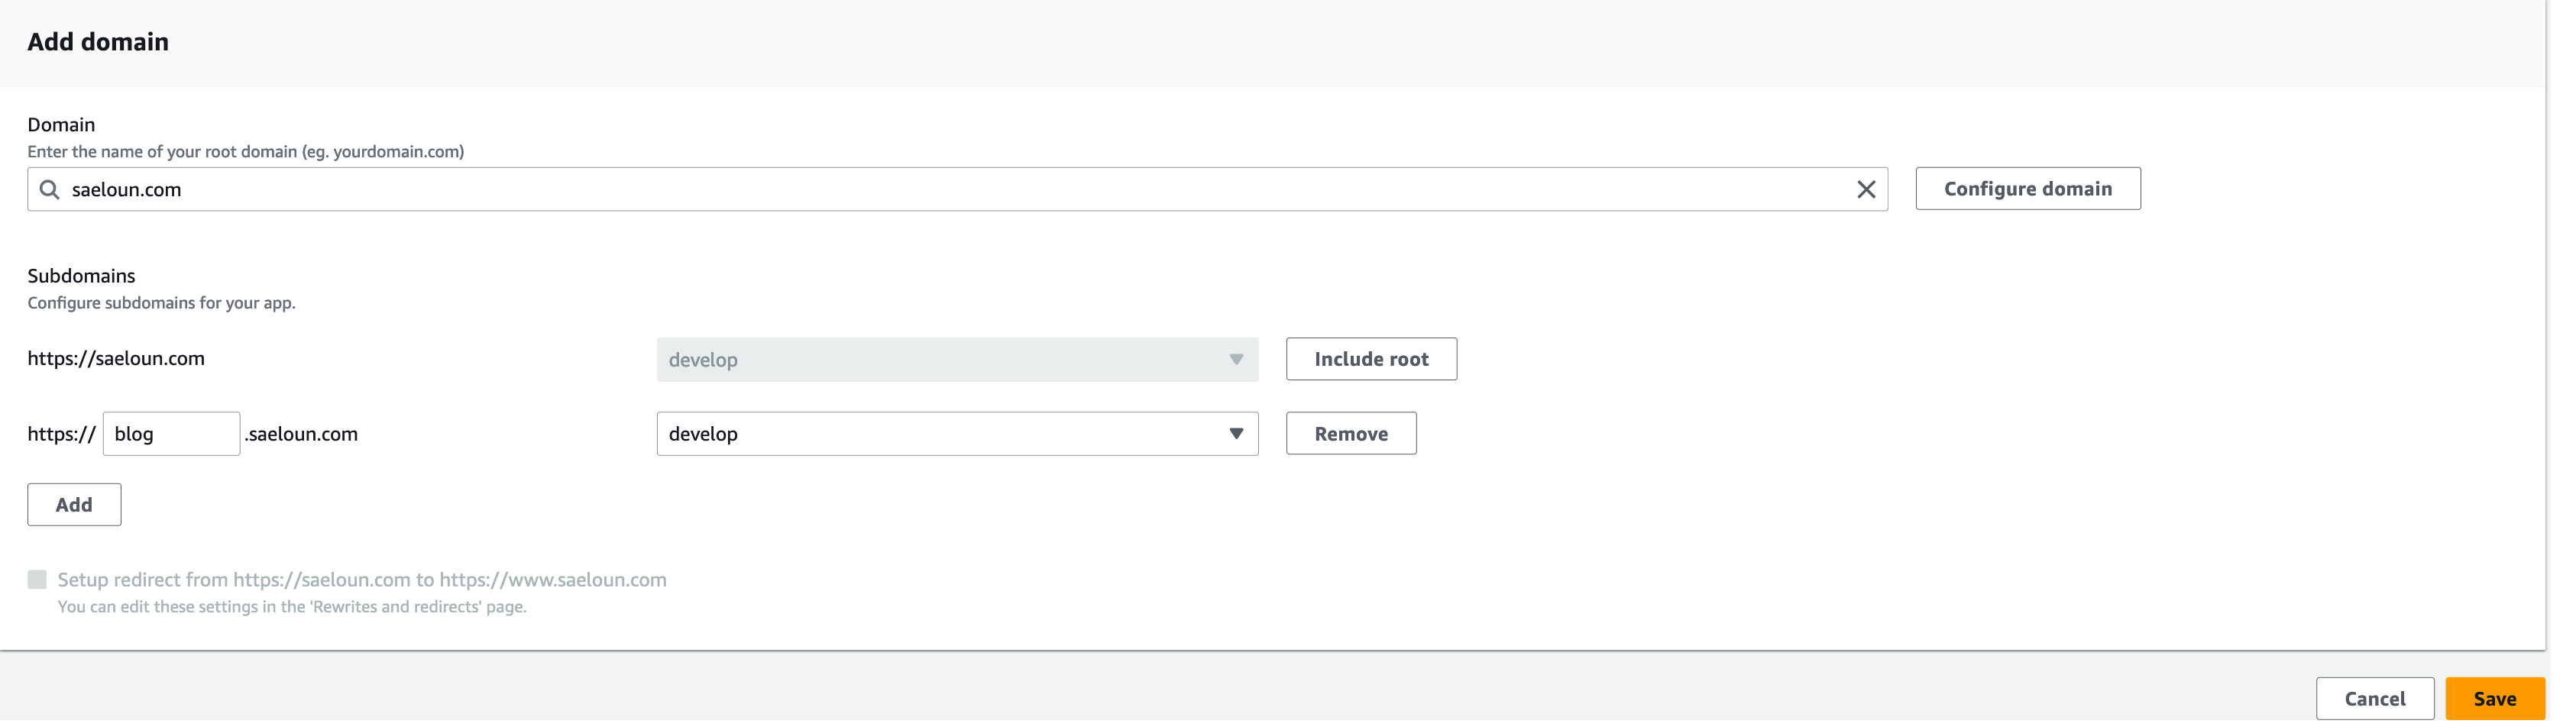 Add domain
Domain
Enter the name of your root domain (eg. yourdomain.com)
saeloun.com
Configure domain
Subdomains
Configure subdomains for your app.
https://saeloun.com develop Include root
https:// blog .saeloun.com develop Remove
Add
Setup redirect from https://saeloun.com to https://www.saeloun.com
You can edit these settings in the 'Rewrites and redirects' page.
Cancel Save